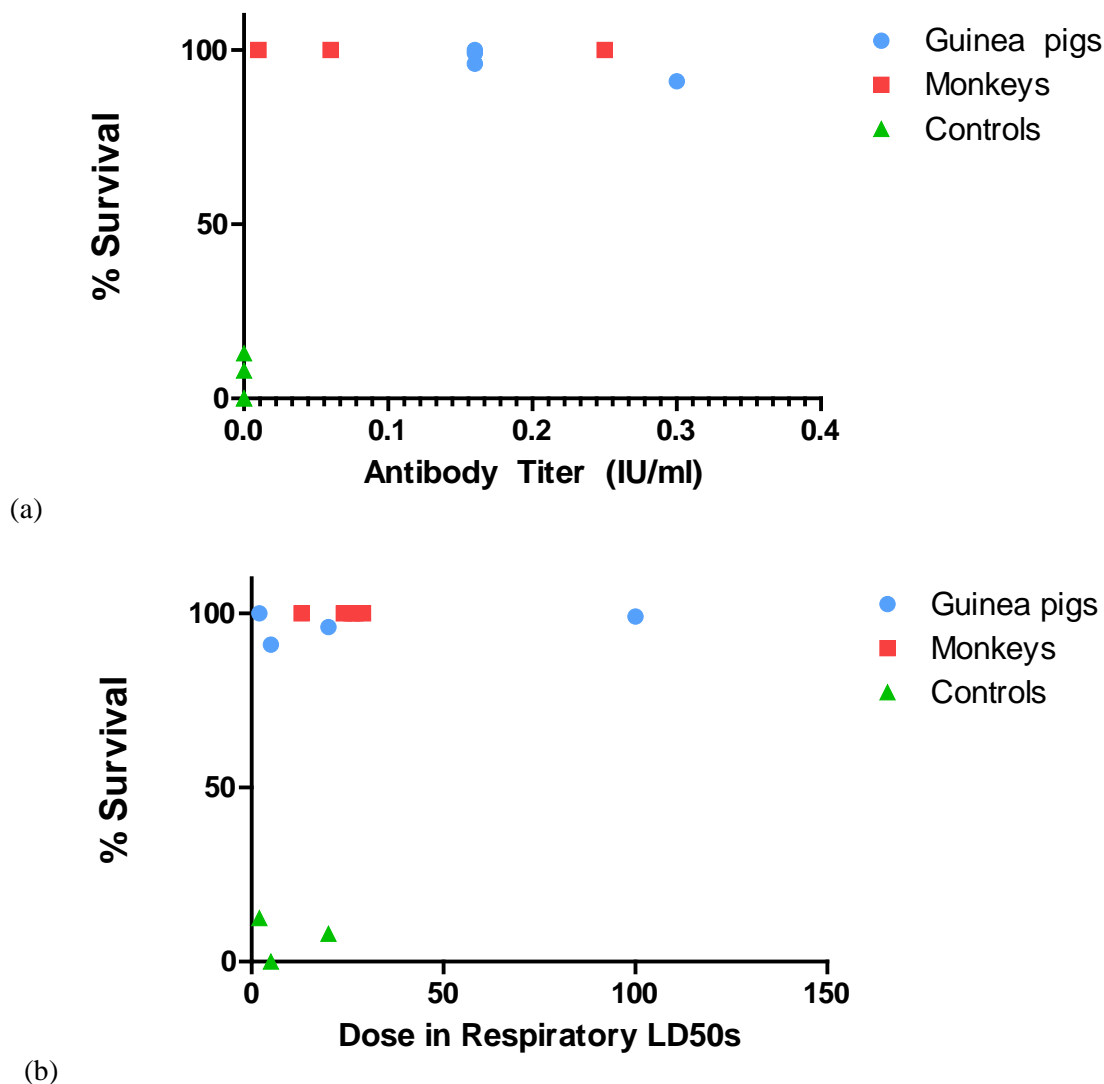 100
50
0
% Survival
0.0 0.1 0.2 0.3 0.4
Antibody Titer (IU/ml)
Guinea pigs
Monkeys
Controls
(a)
100
50
0
% Survival
0 50 100 150
Dose in Respiratory LD50s
Guinea pigs
Monkeys
Controls
(b)